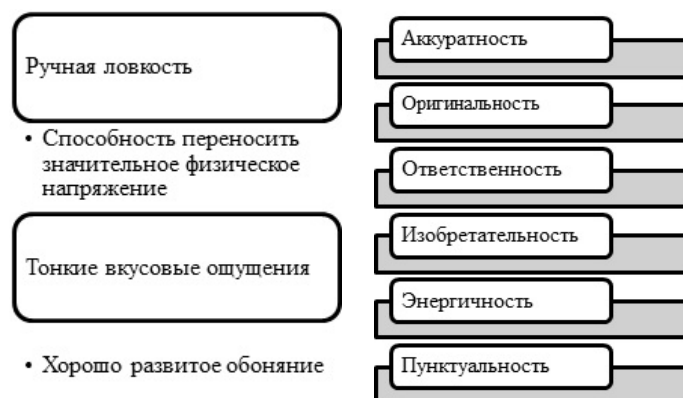 Ручная ловкость
• Способность переносить
значительное физическое
напряжение
Тонкие вкусовые ощущения
• Хорошо развитое обоняние
Аккуратность
Оригинальность
Ответственность
Изобретательность
Энергичность
Пунктуальность